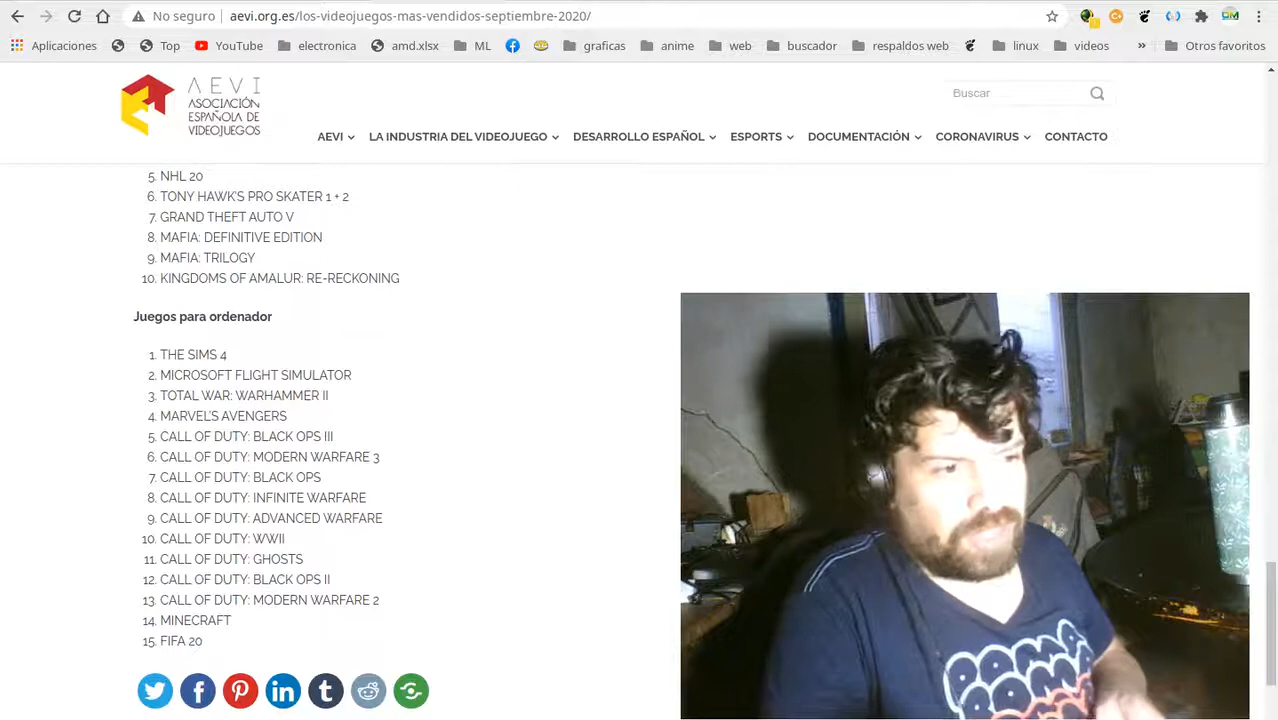 No seguro
aevi.org.es/los-videojuegos-mas-vendidos-septiembre-2020/
Aplicaciones
Top
YouTube
electronica
amd.xlsx
ML
graficas
anime
web
buscador
respaldos web
linux
videos
»
Otros favoritos
AEVI
ASOCIACIÓN
ESPAÑOLA DE
VIDEOJUEGOS
Buscar
AEVI
LA INDUSTRIA DEL VIDEOJUEGO
DESARROLLO ESPAÑOL
ESPORTS
DOCUMENTACIÓN
CORONAVIRUS
CONTACTO
5. NHL 20
6. TONY HAWK'S PRO SKATER 1 + 2
7. GRAND THEFT AUTO V
8. MAFIA: DEFINITIVE EDITION
9. MAFIA: TRILOGY
10. KINGDOMS OF AMALUR: RE-RECKONING
Juegos para ordenador
1. THE SIMS 4
2. MICROSOFT FLIGHT SIMULATOR
3. TOTAL WAR: WARHAMMER II
4. MARVEL'S AVENGERS
5. CALL OF DUTY: BLACK OPS III
6. CALL OF DUTY: MODERN WARFARE 3
7. CALL OF DUTY: BLACK OPS
8. CALL OF DUTY: INFINITE WARFARE
9. CALL OF DUTY: ADVANCED WARFARE
10. CALL OF DUTY: WWII
11. CALL OF DUTY: GHOSTS
12. CALL OF DUTY: BLACK OPS II
13. CALL OF DUTY: MODERN WARFARE 2
14. MINECRAFT
15. FIFA 20